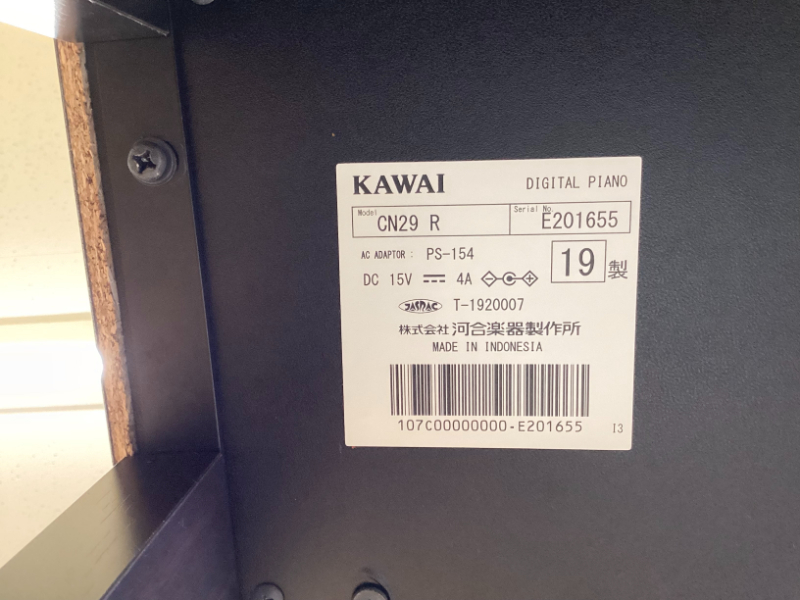 KAWAI
DIGITAL PIANO
Model
CN29 R
Serial No.
E201655
AC ADAPTOR : PS-154
DC 15V 4A
19 製
JASPAC T-1920007
株式会社 河合楽器製作所
MADE IN INDONESIA
107C00000000-E201655
I3